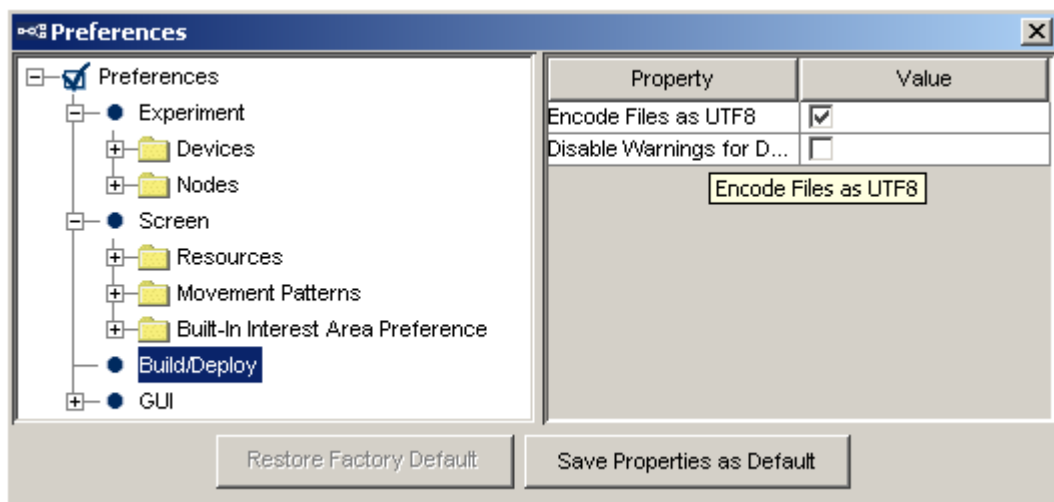 Preferences
Preferences
Experiment
Devices
Nodes
Screen
Resources
Movement Patterns
Built-In Interest Area Preference
Build/Deploy
GUI
Property Value
Encode Files as UTF8
Disable Warnings for D...
Encode Files as UTF8
Restore Factory Default Save Properties as Default